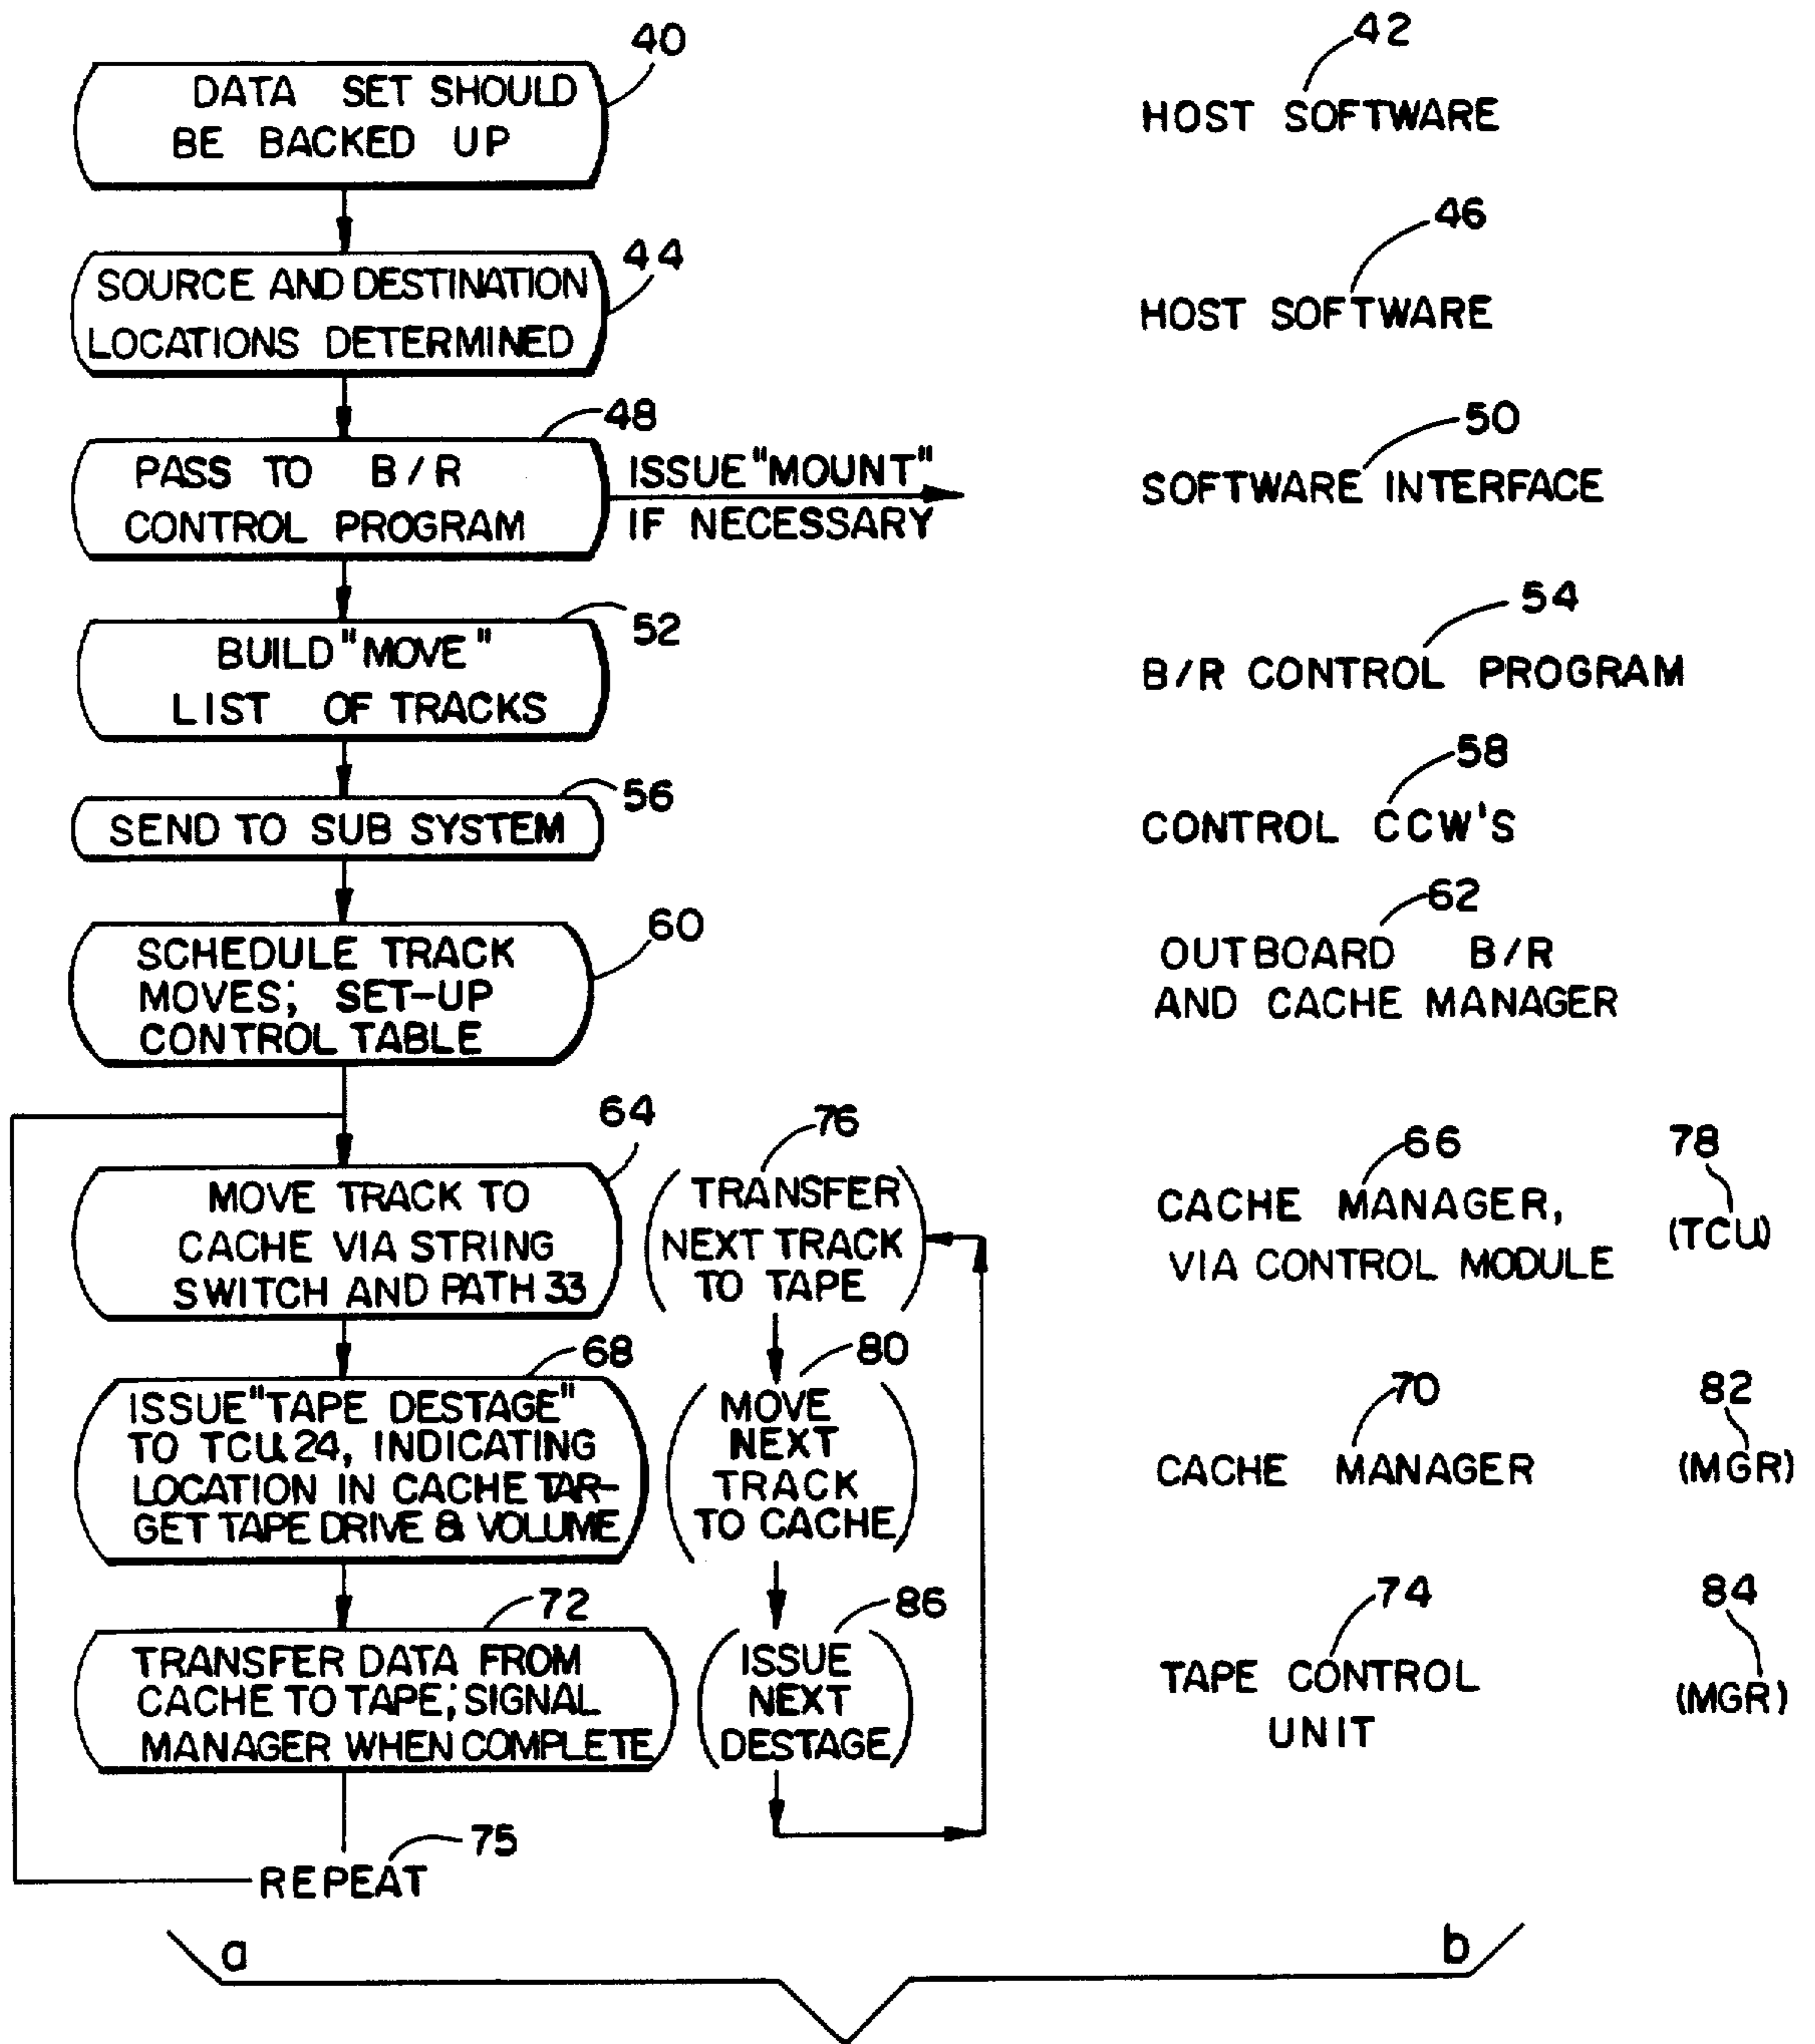 40
DATA SET SHOULD
BE BACKED UP
42
HOST SOFTWARE
44
SOURCE AND DESTINATION
LOCATIONS DETERMINED
46
HOST SOFTWARE
48
PASS TO B/R
CONTROL PROGRAM
ISSUE "MOUNT"
IF NECESSARY
50
SOFTWARE INTERFACE
52
BUILD "MOVE"
LIST OF TRACKS
54
B/R CONTROL PROGRAM
56
SEND TO SUB SYSTEM
58
CONTROL CCW'S
60
SCHEDULE TRACK
MOVES; SET-UP
CONTROL TABLE
62
OUTBOARD B/R
AND CACHE MANAGER
64
MOVE TRACK TO
CACHE VIA STRING
SWITCH AND PATH 33
76
(TRANSFER
NEXT TRACK
TO TAPE)
66
CACHE MANAGER,
VIA CONTROL MODULE
78
(TCU)
68
ISSUE "TAPE DESTAGE"
TO TCU 24, INDICATING
LOCATION IN CACHE TAR-
GET TAPE DRIVE & VOLUME
80
(MOVE
NEXT
TRACK
TO CACHE)
70
CACHE MANAGER
82
(MGR)
72
TRANSFER DATA FROM
CACHE TO TAPE; SIGNAL
MANAGER WHEN COMPLETE
86
(ISSUE
NEXT
DESTAGE)
74
TAPE CONTROL
UNIT
84
(MGR)
75
REPEAT
a
b